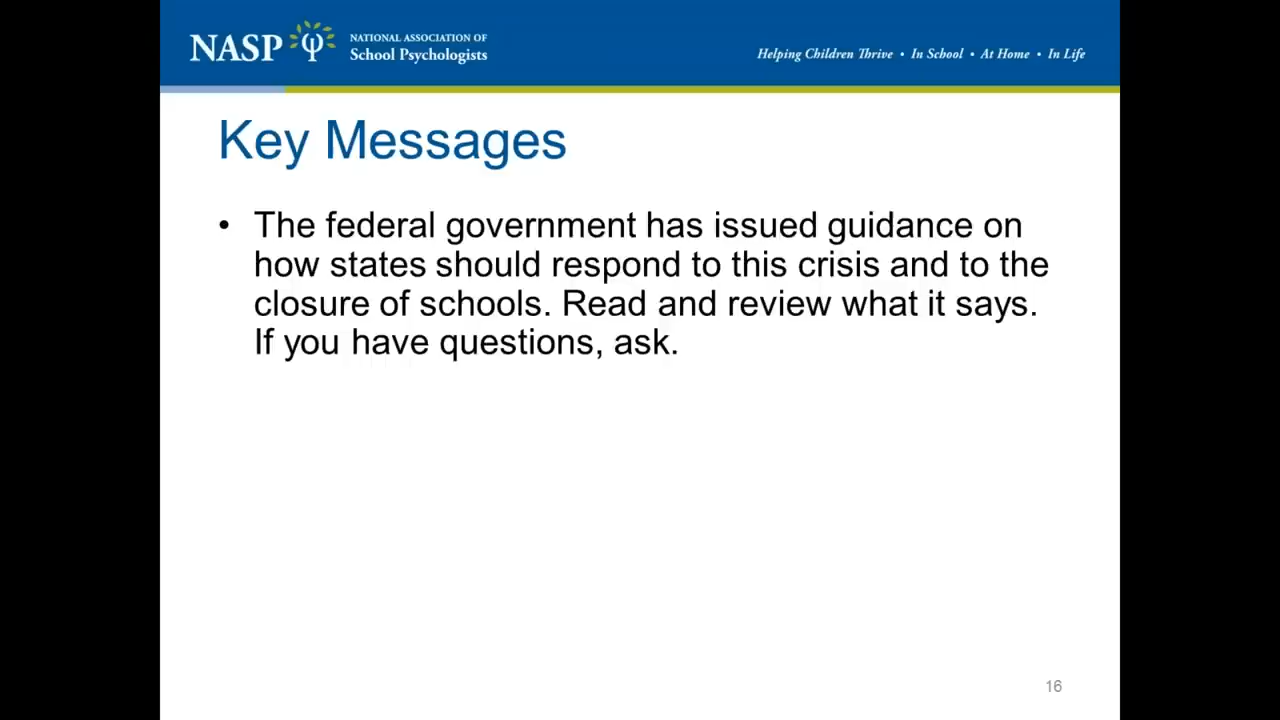 NASP
NATIONAL ASSOCIATION OF
School Psychologists
Helping Children Thrive • In School • At Home • In Life
Key Messages
• The federal government has issued guidance on
how states should respond to this crisis and to the
closure of schools. Read and review what it says.
If you have questions, ask.
16